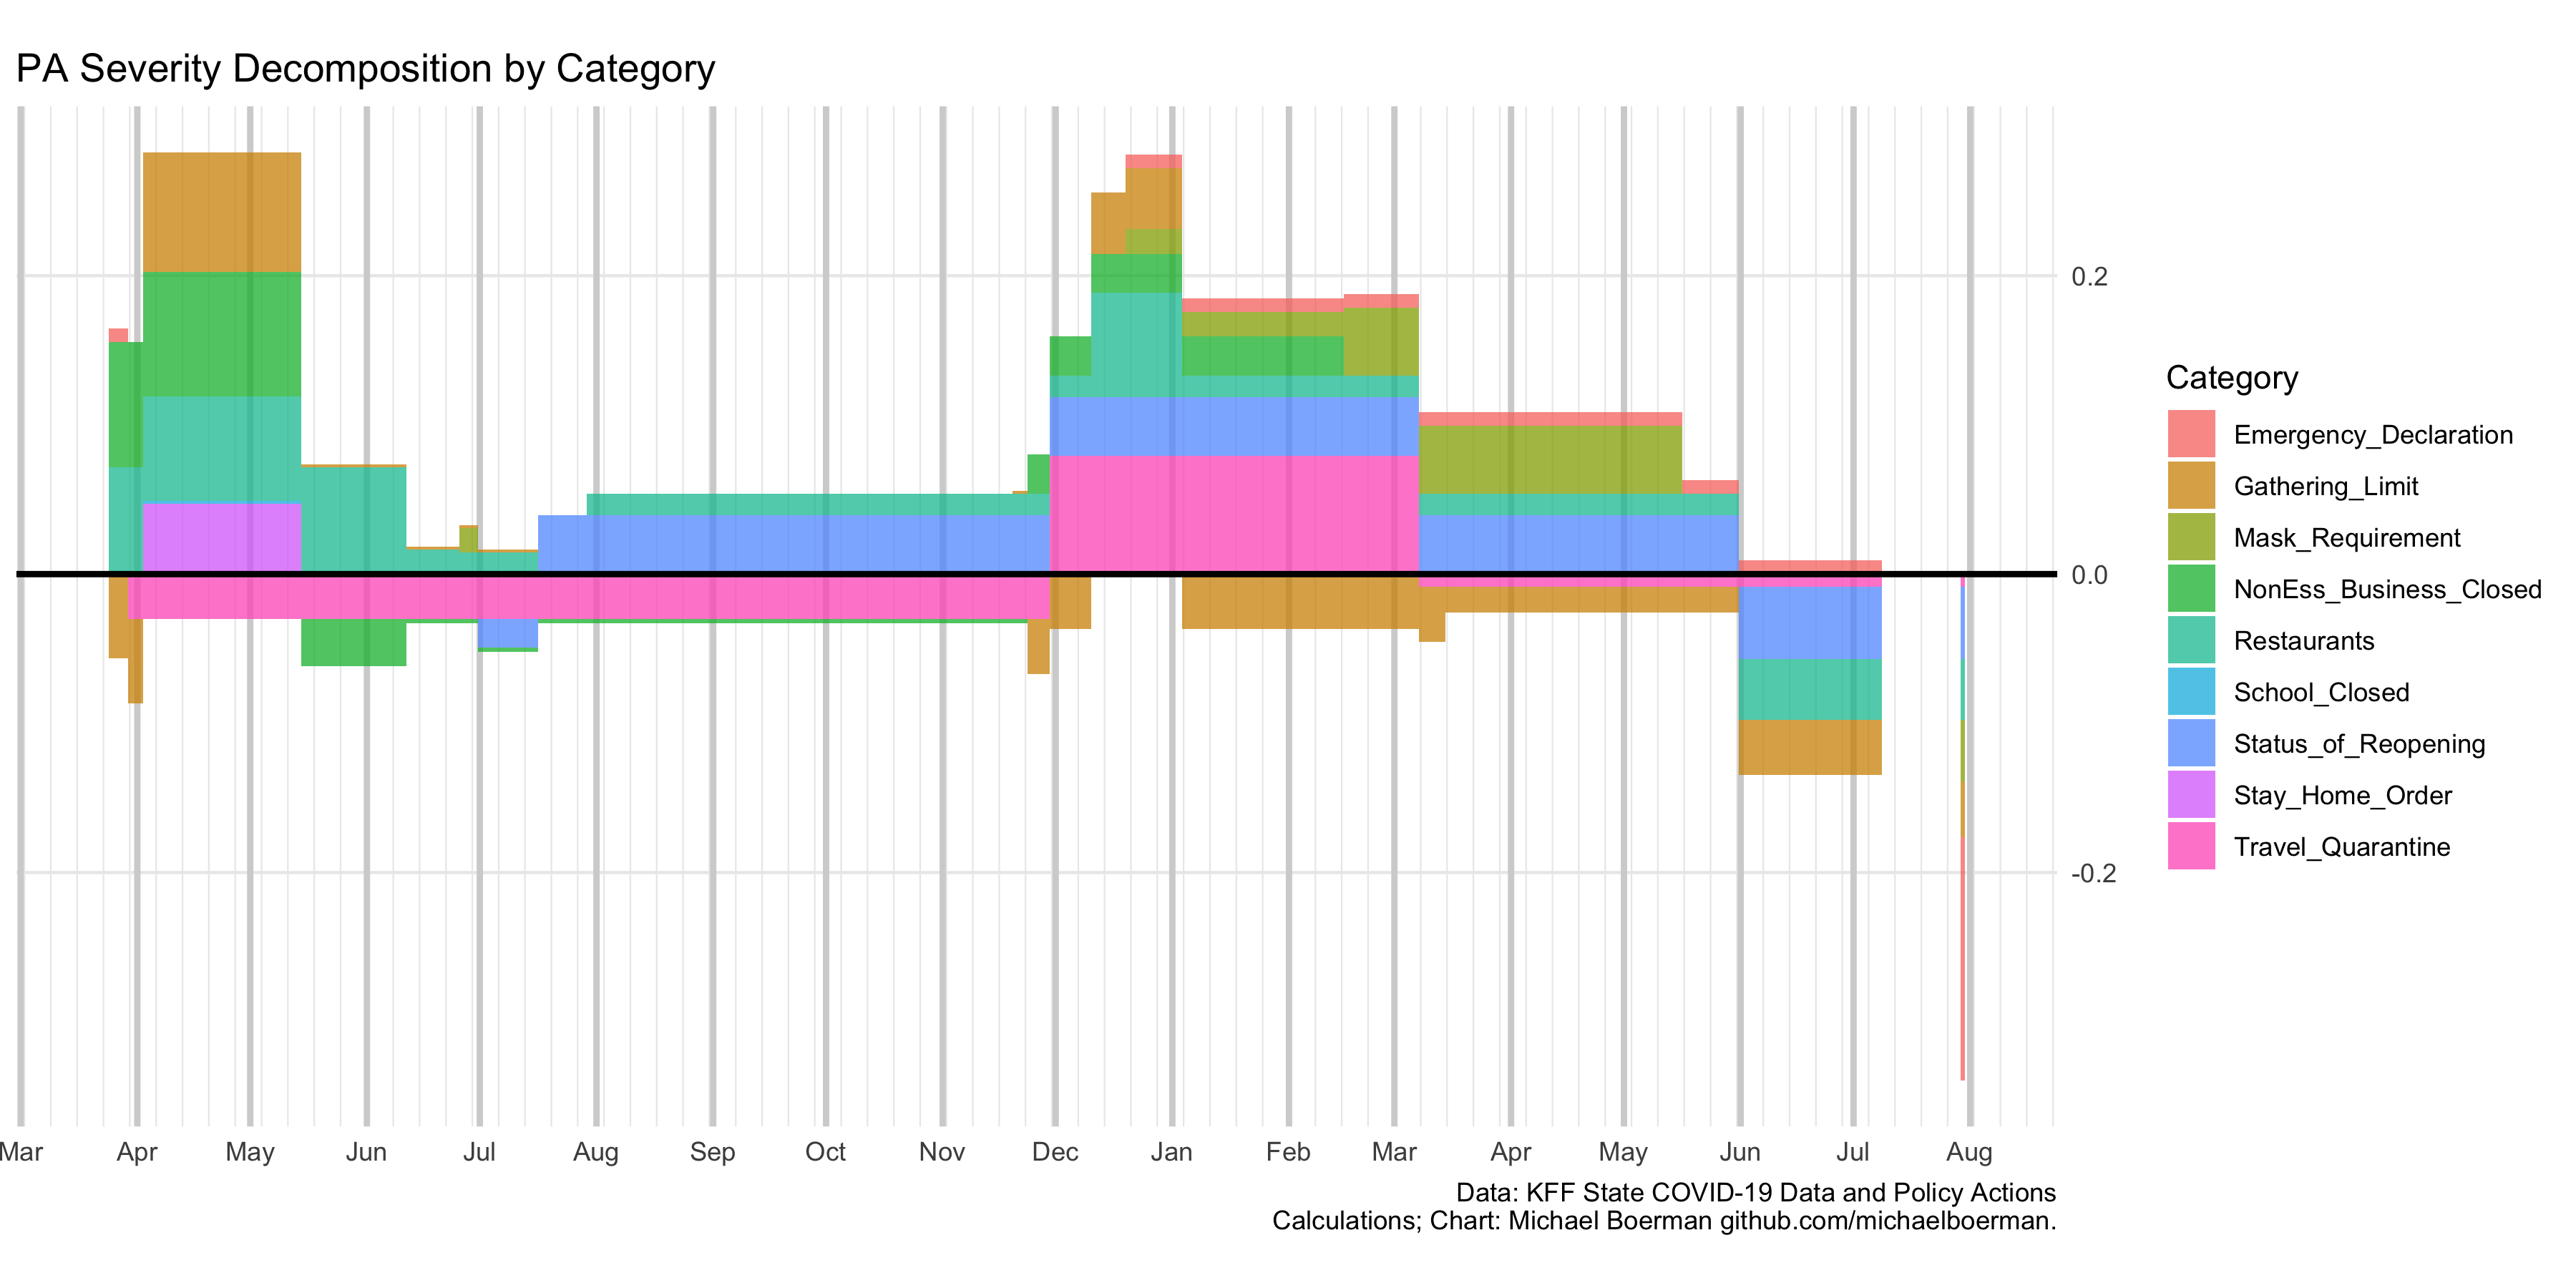 PA Severity Decomposition by Category
0.2
0.0
-0.2
Mar Apr May Jun Jul Aug Sep Oct Nov Dec Jan Feb Mar Apr May Jun Jul Aug
Category
Emergency_Declaration
Gathering_Limit
Mask_Requirement
NonEss_Business_Closed
Restaurants
School_Closed
Status_of_Reopening
Stay_Home_Order
Travel_Quarantine
Data: KFF State COVID-19 Data and Policy Actions
Calculations; Chart: Michael Boerman github.com/michaelboerman.